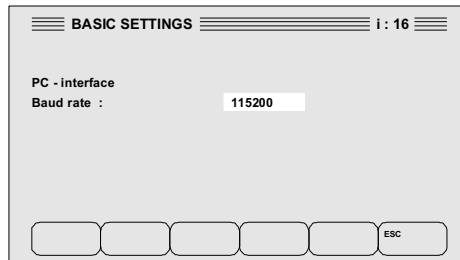 BASIC SETTINGS i : 16
PC - interface
Baud rate : 115200
ESC